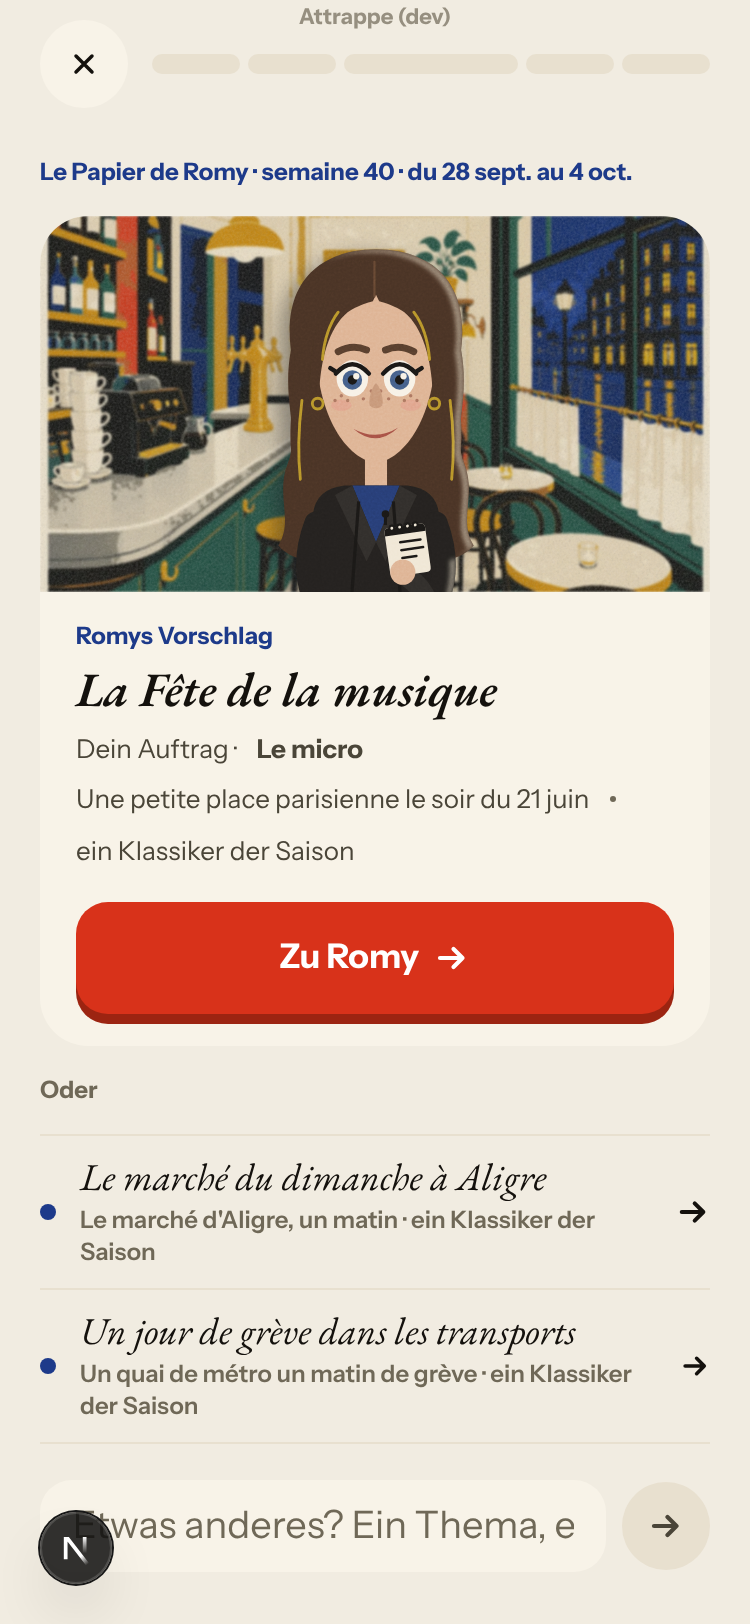 Attrappe (dev)
Le Papier de Romy · semaine 40 · du 28 sept. au 4 oct.
Romys Vorschlag
La Fête de la musique
Dein Auftrag · Le micro
Une petite place parisienne le soir du 21 juin •
ein Klassiker der Saison
Zu Romy →
Oder
Le marché du dimanche à Aligre
Le marché d'Aligre, un matin · ein Klassiker der
Saison
Un jour de grève dans les transports
Un quai de métro un matin de grève · ein Klassiker
der Saison
Etwas anderes? Ein Thema, e
N